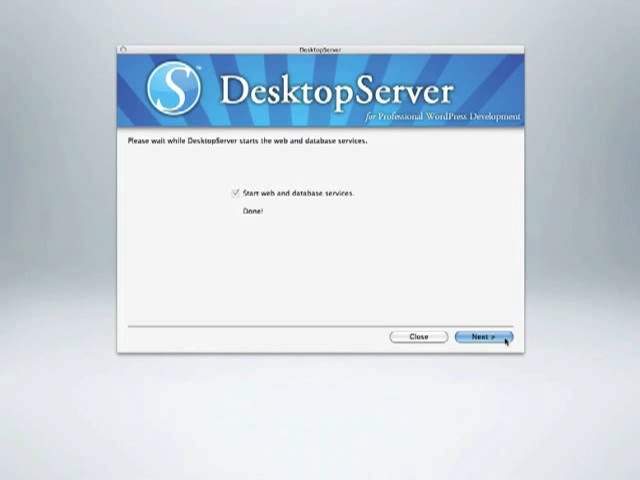 DesktopServer
S™
DesktopServer
for Professional WordPress Development
Please wait while DesktopServer starts the web and database services.
Start web and database services.
Done!
Close
Next >